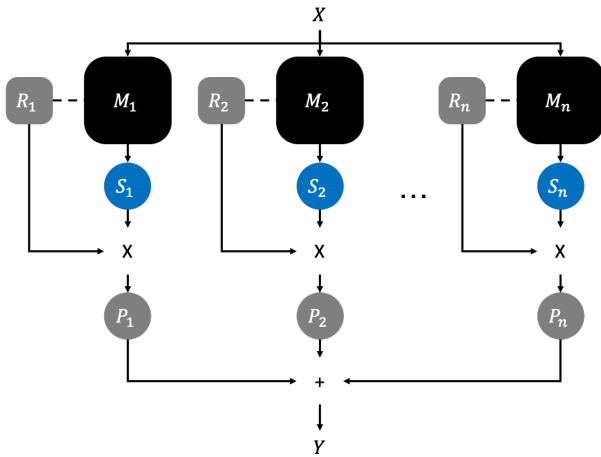 X
R₁ M₁ R₂ M₂ Rₙ Mₙ
S₁ S₂ ... Sₙ
X X X
P₁ P₂ Pₙ
+
Y